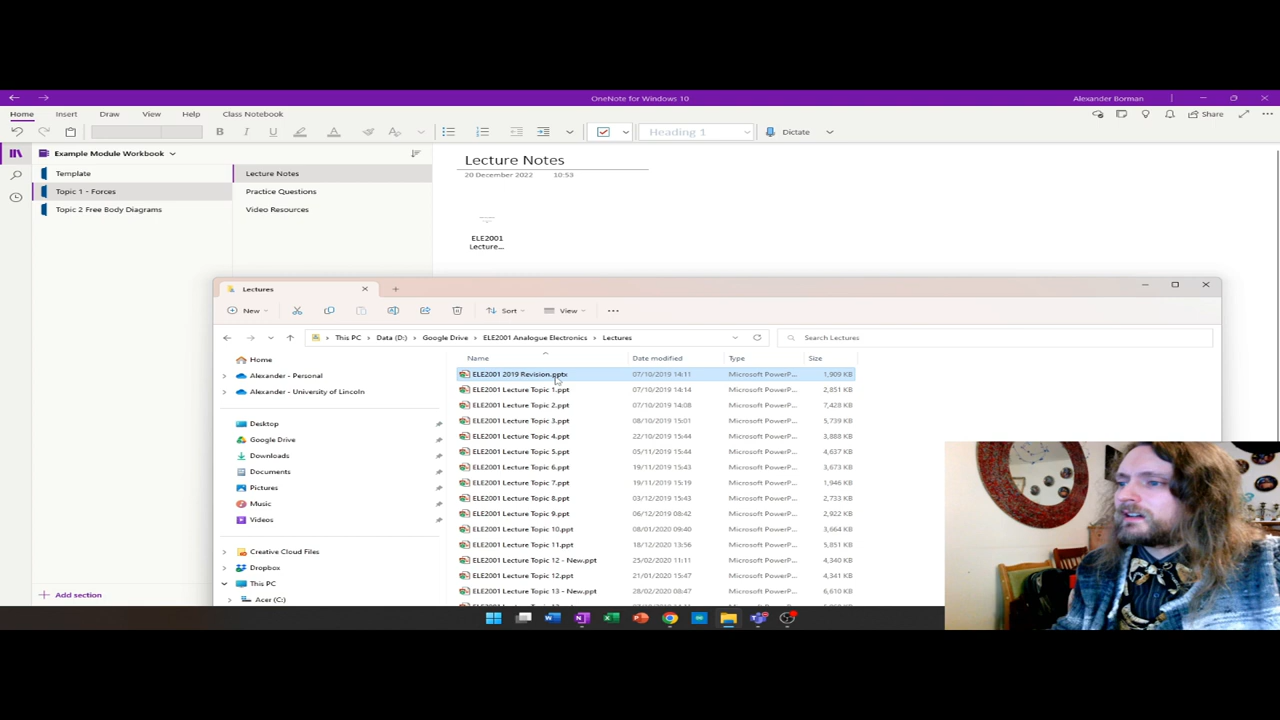 OneNote for Windows 10
Alexander Borman
Home Insert Draw View Help Class Notebook
Share
Heading 1
Dictate
Example Module Workbook
Template
Topic 1 - Forces
Topic 2 Free Body Diagrams
Lecture Notes
Practice Questions
Video Resources
Lecture Notes
20 December 2022 10:53
ELE2001
Lecture...
Lectures
New Sort View
This PC Data (D:) Google Drive ELE2001 Analogue Electronics Lectures
Search Lectures
Name Date modified Type Size
Home
Alexander - Personal
Alexander - University of Lincoln
Desktop
Google Drive
Downloads
Documents
Pictures
Music
Videos
Creative Cloud Files
Dropbox
This PC
Acer (C:)
ELE2001 2019 Revision.pptx 07/10/2019 14:11 Microsoft PowerP... 1,909 KB
ELE2001 Lecture Topic 1.ppt 07/10/2019 14:14 Microsoft PowerP... 2,851 KB
ELE2001 Lecture Topic 2.ppt 07/10/2019 14:08 Microsoft PowerP... 7,428 KB
ELE2001 Lecture Topic 3.ppt 08/10/2019 15:01 Microsoft PowerP... 5,739 KB
ELE2001 Lecture Topic 4.ppt 22/10/2019 15:44 Microsoft PowerP... 3,888 KB
ELE2001 Lecture Topic 5.ppt 05/11/2019 15:44 Microsoft PowerP... 4,637 KB
ELE2001 Lecture Topic 6.ppt 19/11/2019 15:43 Microsoft PowerP... 3,673 KB
ELE2001 Lecture Topic 7.ppt 19/11/2019 15:19 Microsoft PowerP... 1,946 KB
ELE2001 Lecture Topic 8.ppt 03/12/2019 15:43 Microsoft PowerP... 2,733 KB
ELE2001 Lecture Topic 9.ppt 06/12/2019 08:42 Microsoft PowerP... 2,922 KB
ELE2001 Lecture Topic 10.ppt 08/01/2020 09:40 Microsoft PowerP... 3,664 KB
ELE2001 Lecture Topic 11.ppt 18/12/2020 13:56 Microsoft PowerP... 5,851 KB
ELE2001 Lecture Topic 12 - New.ppt 25/02/2020 11:11 Microsoft PowerP... 4,340 KB
ELE2001 Lecture Topic 12.ppt 21/01/2020 15:47 Microsoft PowerP... 4,341 KB
ELE2001 Lecture Topic 13 - New.ppt 28/02/2020 08:47 Microsoft PowerP... 6,610 KB
Add section